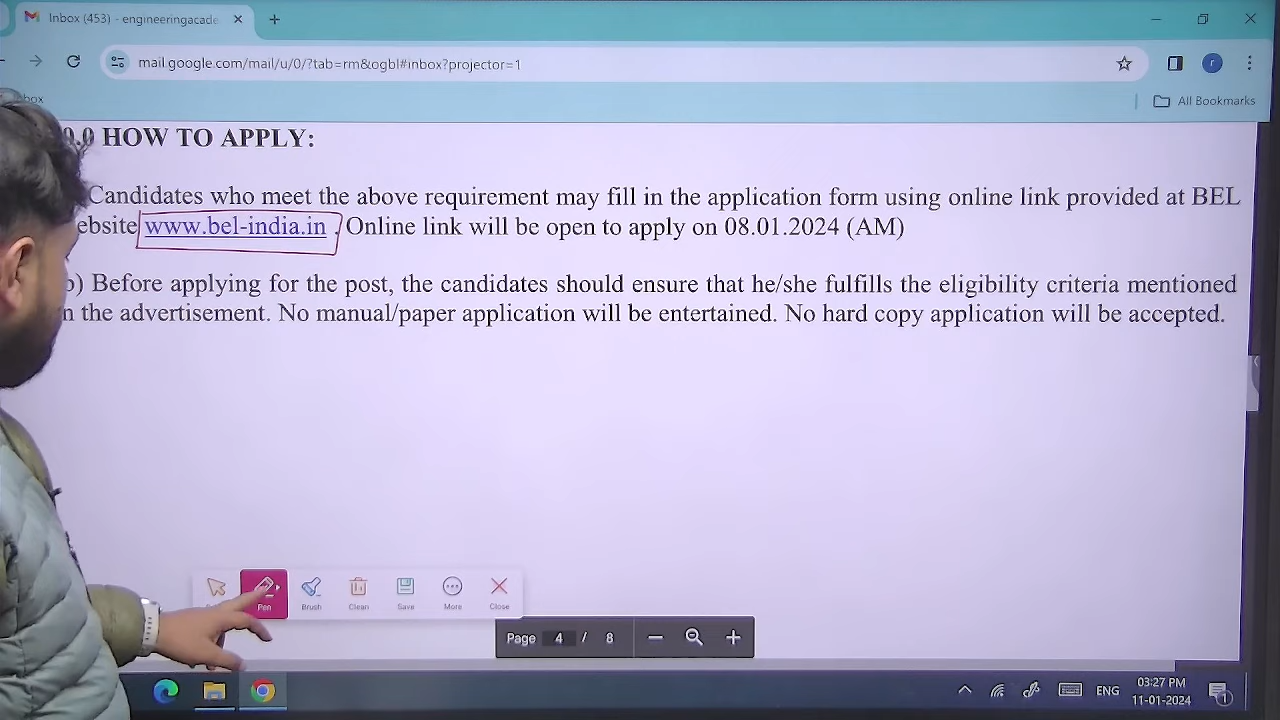 Inbox (453) - engineeringacade
mail.google.com/mail/u/0/?tab=rm&ogbl#inbox?projector=1
r
All Bookmarks
HOW TO APPLY:
Candidates who meet the above requirement may fill in the application form using online link provided at BEL
ebsite www.bel-india.in . Online link will be open to apply on 08.01.2024 (AM)
b) Before applying for the post, the candidates should ensure that he/she fulfills the eligibility criteria mentioned
n the advertisement. No manual/paper application will be entertained. No hard copy application will be accepted.
Pen Brush Clean Save More Close
Page 4 / 8
ENG
03:27 PM
11-01-2024
1